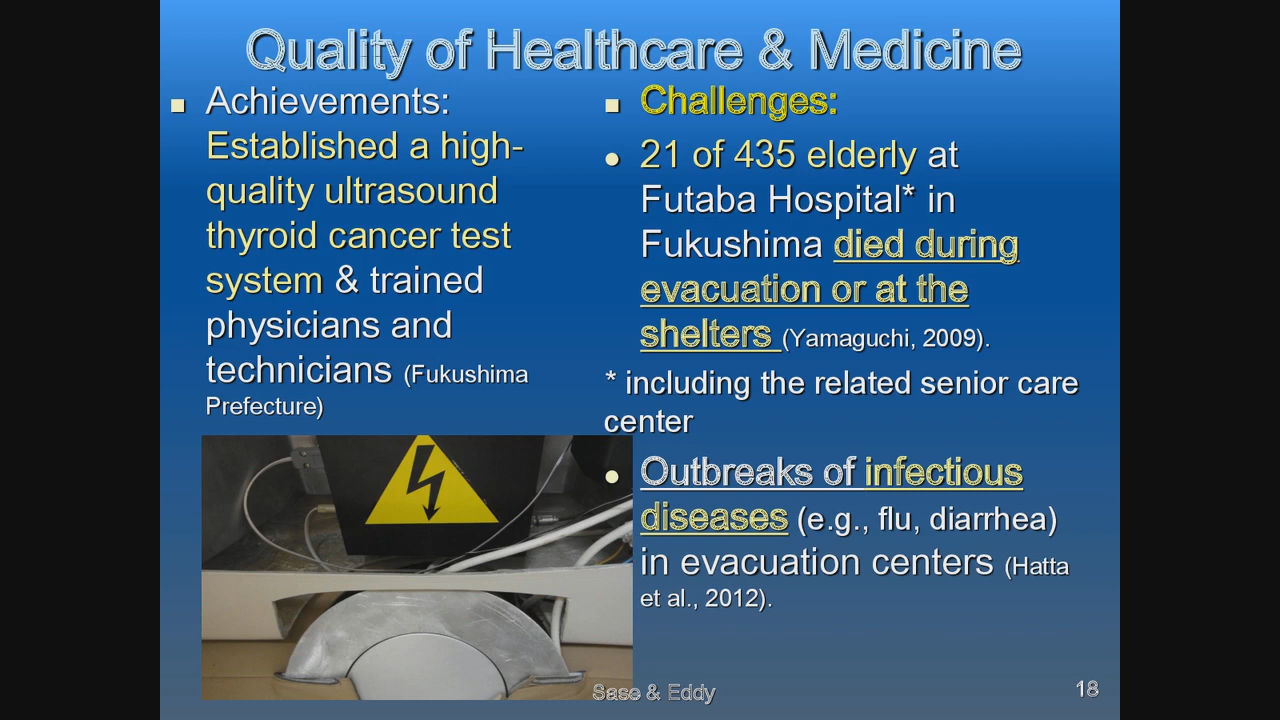 Quality of Healthcare & Medicine
Achievements:
Established a high-
quality ultrasound
thyroid cancer test
system & trained
physicians and
technicians (Fukushima
Prefecture)
Challenges:
21 of 435 elderly at
Futaba Hospital* in
Fukushima died during
evacuation or at the
shelters (Yamaguchi, 2009).
* including the related senior care
center
Outbreaks of infectious
diseases (e.g., flu, diarrhea)
in evacuation centers (Hatta
et al., 2012).
Sase & Eddy
18